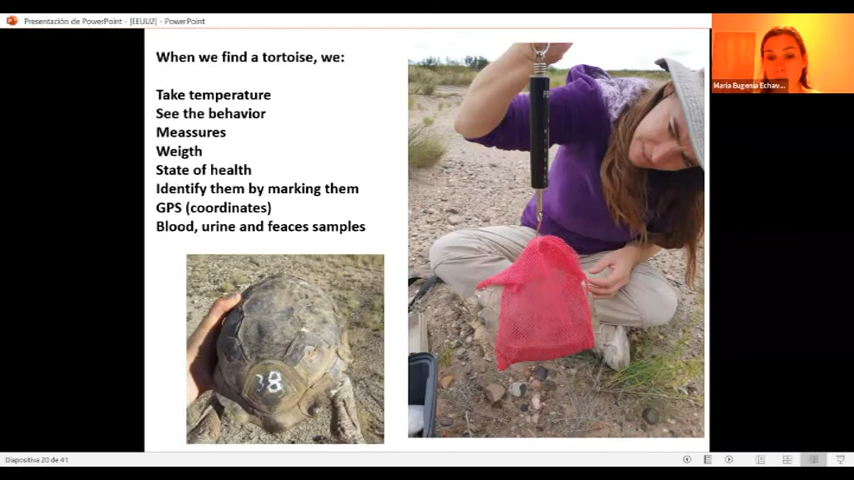 Presentación de PowerPoint - [EEUU2] - PowerPoint
Maria Eugenia Echav...
When we find a tortoise, we:
Take temperature
See the behavior
Meassures
Weigth
State of health
Identify them by marking them
GPS (coordinates)
Blood, urine and feaces samples
38
Diapositiva 20 de 41